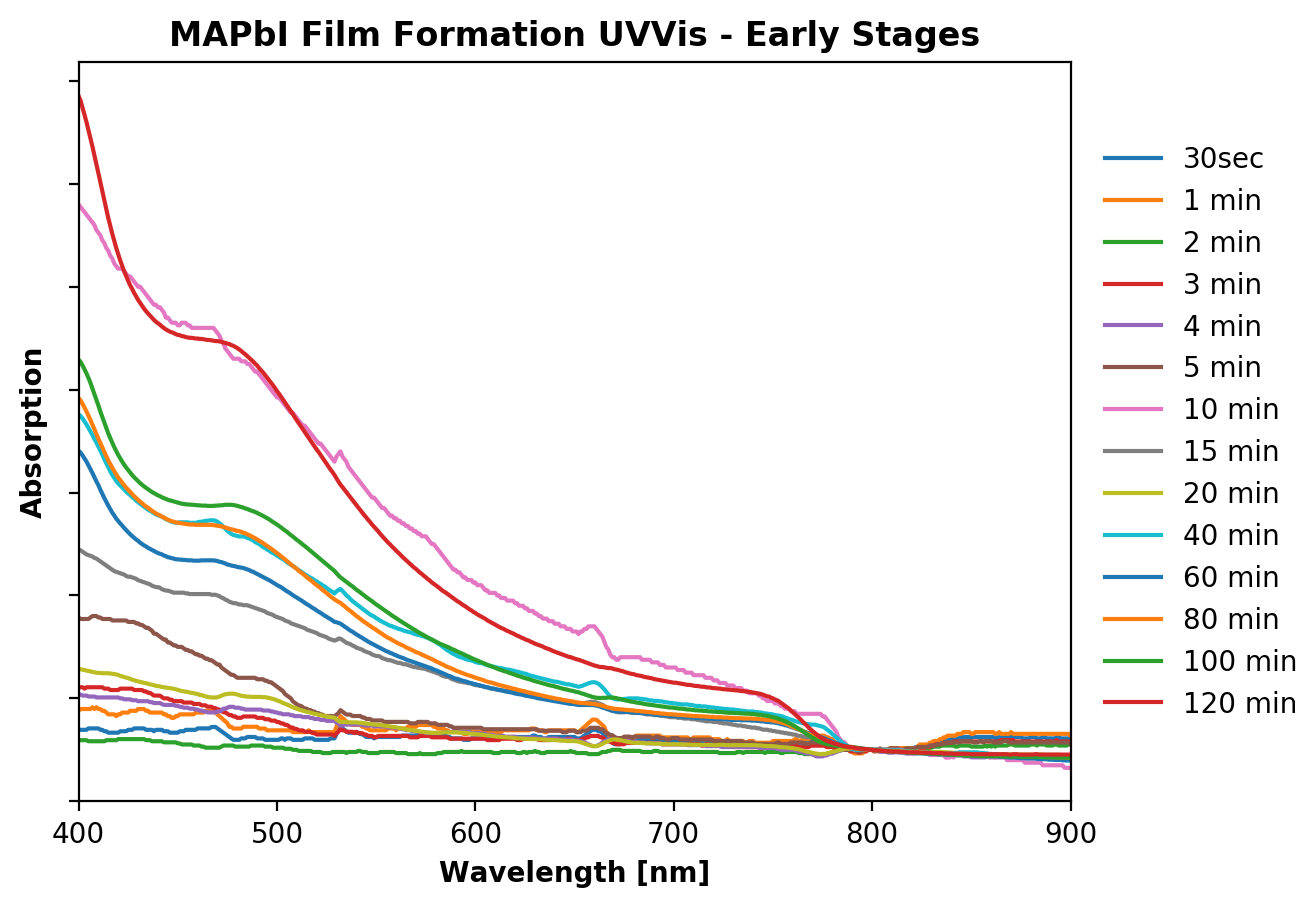 MAPbI Film Formation UVVis - Early Stages
Absorption
400 500 600 700 800 900
Wavelength [nm]
30sec
1 min
2 min
3 min
4 min
5 min
10 min
15 min
20 min
40 min
60 min
80 min
100 min
120 min